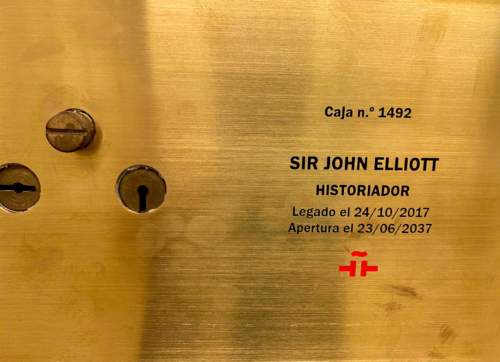 Caja n.º 1492
SIR JOHN ELLIOTT
HISTORIADOR
Legado el 24/10/2017
Apertura el 23/06/2037